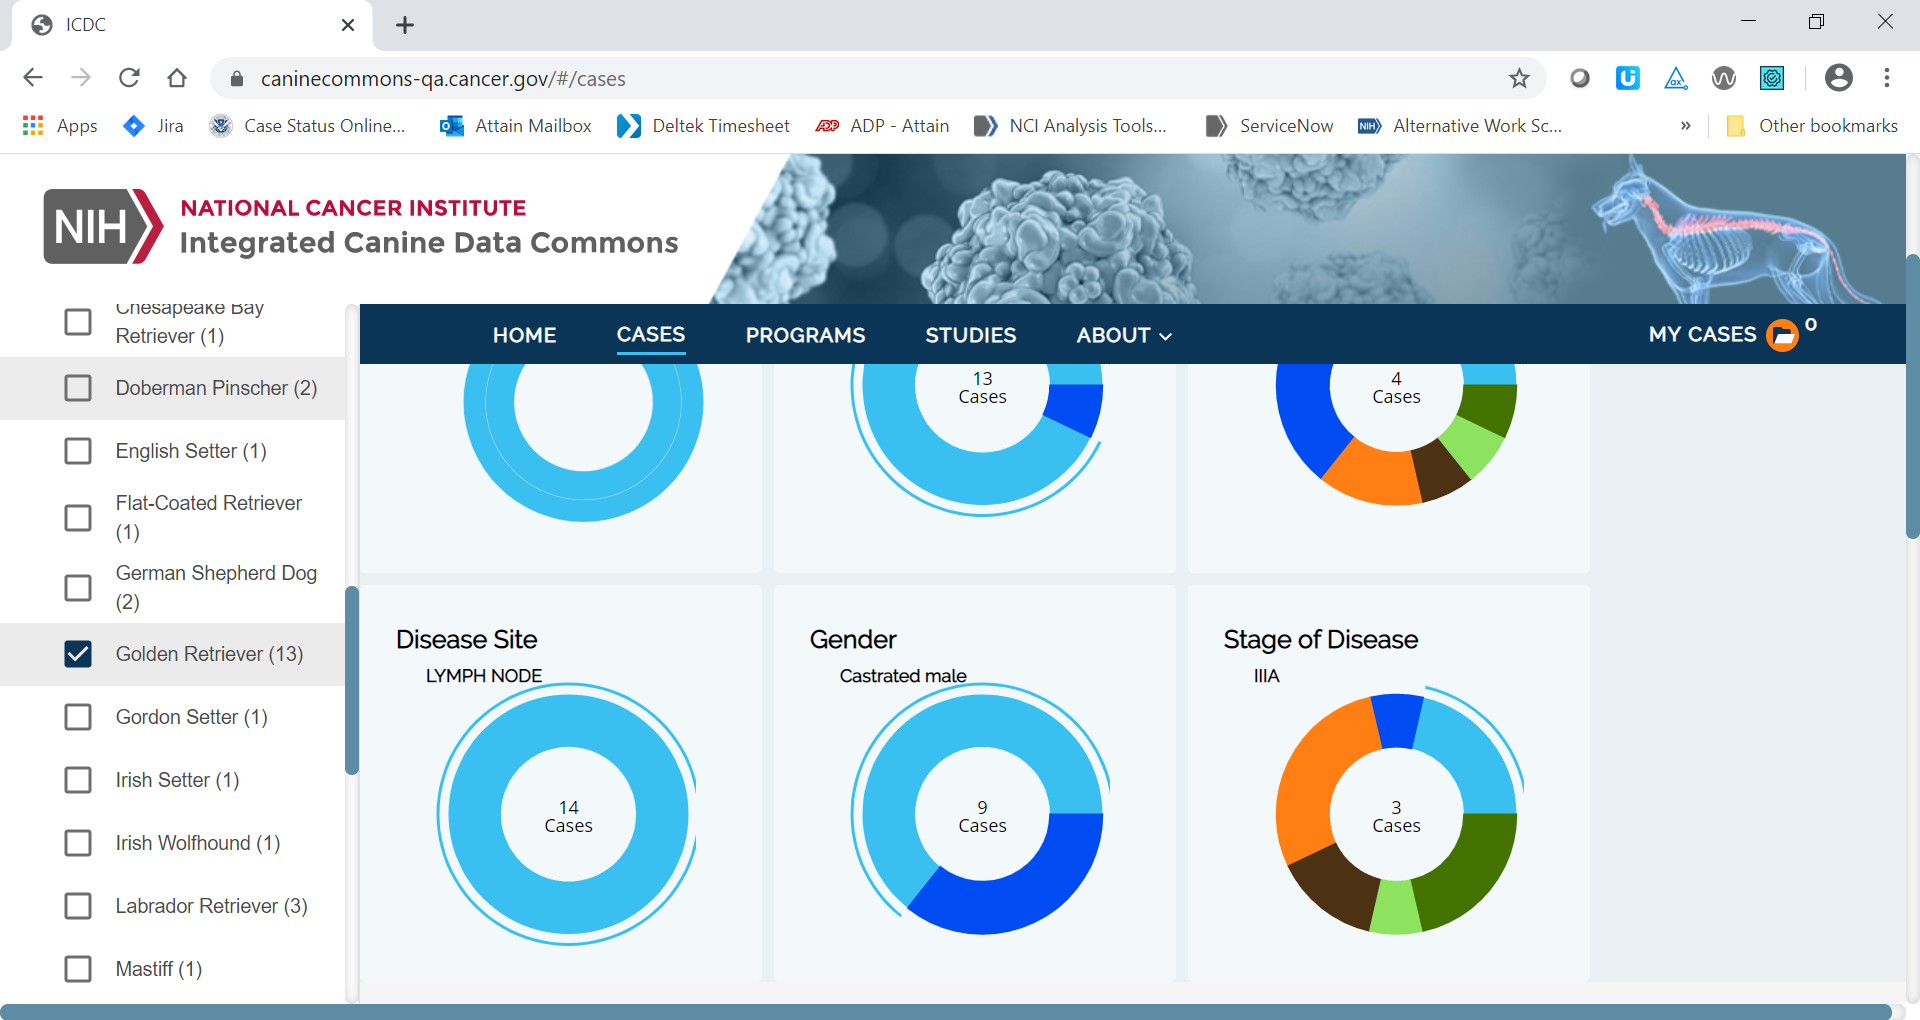 ICDC
caninecommons-qa.cancer.gov/#/cases
Apps
Jira
Case Status Online...
Attain Mailbox
Deltek Timesheet
ADP
ADP - Attain
NCI Analysis Tools...
ServiceNow
NIH
Alternative Work Sc...
»
Other bookmarks
NIH
NATIONAL CANCER INSTITUTE
Integrated Canine Data Commons
HOME
CASES
PROGRAMS
STUDIES
ABOUT
MY CASES
0
Chesapeake Bay
Retriever (1)
Doberman Pinscher (2)
English Setter (1)
Flat-Coated Retriever
(1)
German Shepherd Dog
(2)
Golden Retriever (13)
Gordon Setter (1)
Irish Setter (1)
Irish Wolfhound (1)
Labrador Retriever (3)
Mastiff (1)
13
Cases
4
Cases
Disease Site
LYMPH NODE
14
Cases
Gender
Castrated male
9
Cases
Stage of Disease
IIIA
3
Cases